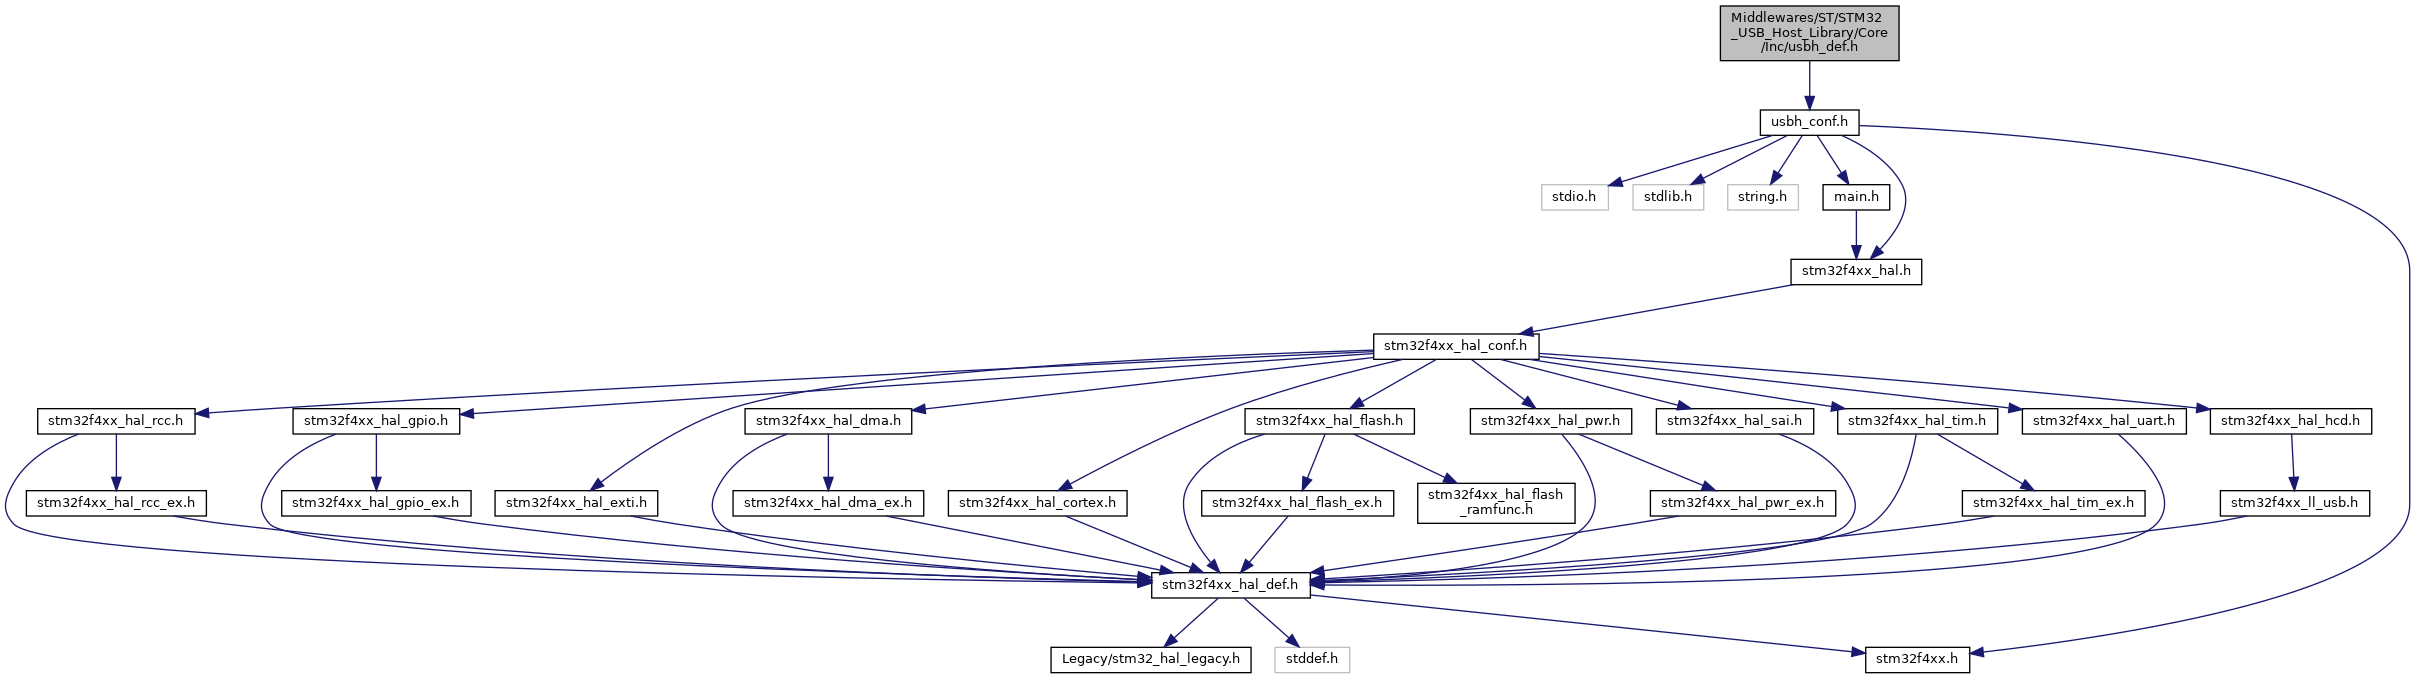 Middlewares/ST/STM32
_USB_Host_Library/Core
/Inc/usbh_def.h
usbh_conf.h
stdio.h
stdlib.h
string.h
main.h
stm32f4xx_hal.h
stm32f4xx_hal_conf.h
stm32f4xx_hal_rcc.h
stm32f4xx_hal_gpio.h
stm32f4xx_hal_dma.h
stm32f4xx_hal_flash.h
stm32f4xx_hal_pwr.h
stm32f4xx_hal_sai.h
stm32f4xx_hal_tim.h
stm32f4xx_hal_uart.h
stm32f4xx_hal_hcd.h
stm32f4xx_hal_rcc_ex.h
stm32f4xx_hal_gpio_ex.h
stm32f4xx_hal_exti.h
stm32f4xx_hal_dma_ex.h
stm32f4xx_hal_cortex.h
stm32f4xx_hal_flash_ex.h
stm32f4xx_hal_flash
_ramfunc.h
stm32f4xx_hal_pwr_ex.h
stm32f4xx_hal_tim_ex.h
stm32f4xx_ll_usb.h
stm32f4xx_hal_def.h
Legacy/stm32_hal_legacy.h
stddef.h
stm32f4xx.h